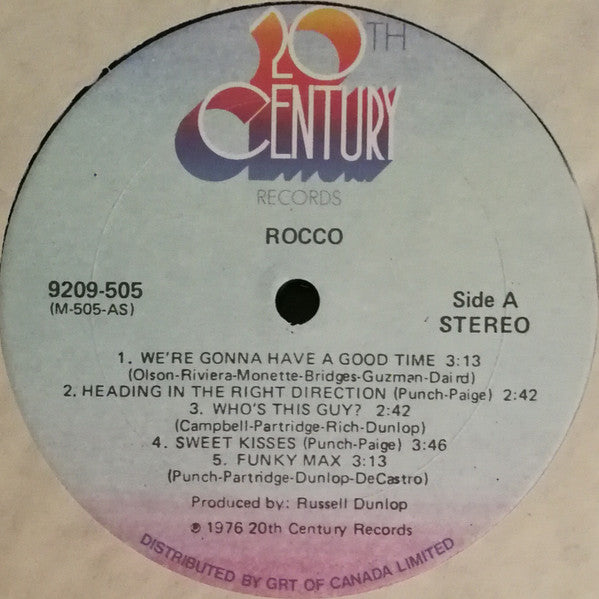 20TH
CENTURY
RECORDS
ROCCO
9209-505
(M-505-AS)
Side A
STEREO
1. WE'RE GONNA HAVE A GOOD TIME 3:13
(Olson-Riviera-Monette-Bridges-Guzman-Daird)
2. HEADING IN THE RIGHT DIRECTION (Punch-Paige) 2:42
3. WHO'S THIS GUY? 2:42
(Campbell-Partridge-Rich-Dunlop)
4. SWEET KISSES (Punch-Paige) 3:46
5. FUNKY MAX 3:13
(Punch-Partridge-Dunlop-DeCastro)
Produced by: Russell Dunlop
℗ 1976 20th Century Records
DISTRIBUTED BY GRT OF CANADA LIMITED